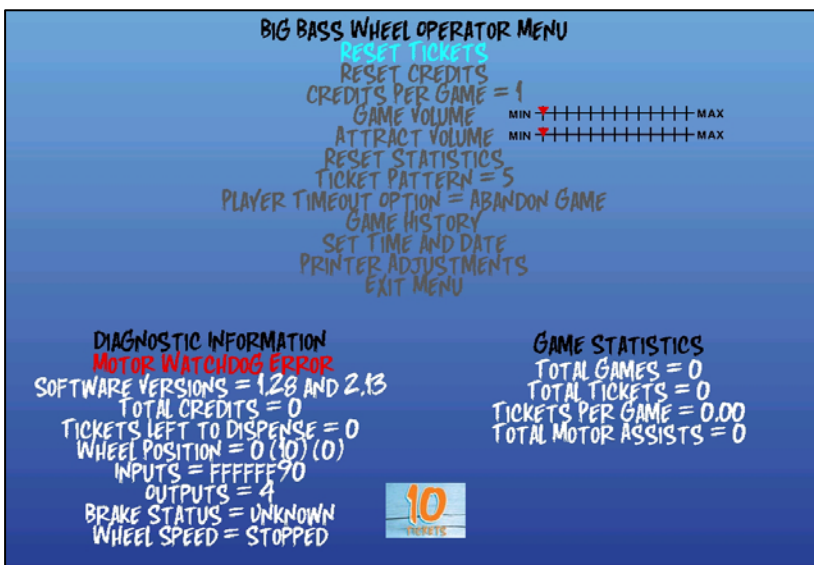 Big Bass Wheel Operator Menu
Reset Tickets
Reset Credits
Credits Per Game = 1
Game Volume MIN MAX
Attract Volume MIN MAX
Reset Statistics
Ticket Pattern = 5
Player Timeout Option = Abandon Game
Game History
Set Time and Date
Printer Adjustments
Exit Menu
Diagnostic Information
Motor Watchdog Error
Software Versions = 1.28 and 2.13
Total Credits = 0
Tickets Left to Dispense = 0
Wheel Position = 0 (10) (0)
Inputs = FFFFFF90
Outputs = 4
Brake Status = Unknown
Wheel Speed = Stopped
Game Statistics
Total Games = 0
Total Tickets = 0
Tickets Per Game = 0.00
Total Motor Assists = 0
10
TICKETS